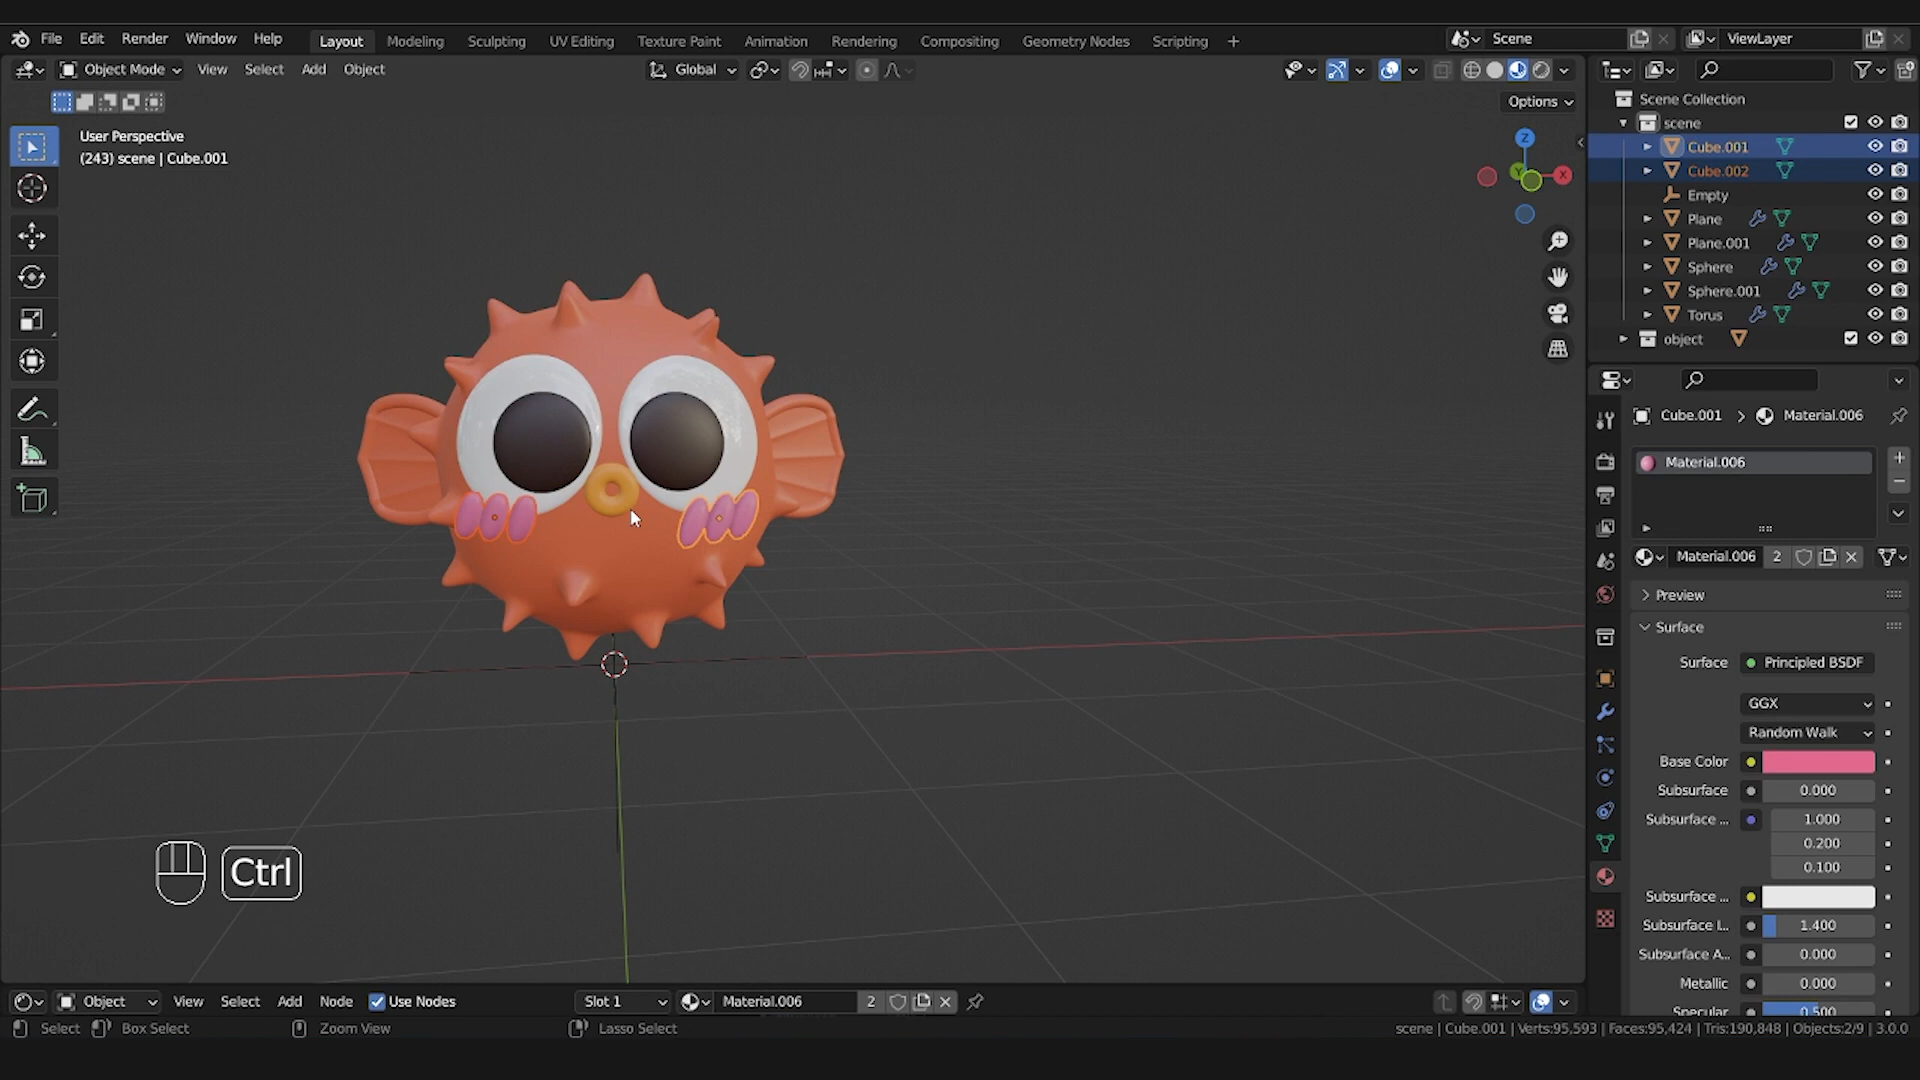 File Edit Render Window Help Layout Modeling Sculpting UV Editing Texture Paint Animation Rendering Compositing Geometry Nodes Scripting + Scene ViewLayer
Object Mode View Select Add Object Global
Options
User Perspective
(243) scene | Cube.001
Z
X
Scene Collection
scene
Cube.001
Cube.002
Empty
Plane
Plane.001
Sphere
Sphere.001
Torus
object
Cube.001 > Material.006
Material.006
Material.006 2
Preview
Surface
Surface Principled BSDF
GGX
Random Walk
Base Color
Subsurface 0.000
Subsurface ... 1.000
0.200
0.100
Subsurface ...
Subsurface I... 1.400
Subsurface A... 0.000
Metallic 0.000
Specular 0.500
Ctrl
Object View Select Add Node Use Nodes Slot 1 Material.006 2
Select Box Select Zoom View Lasso Select scene | Cube.001 | Verts:95,593 | Faces:95,424 | Tris:190,848 | Objects:2/9 | 3.0.0